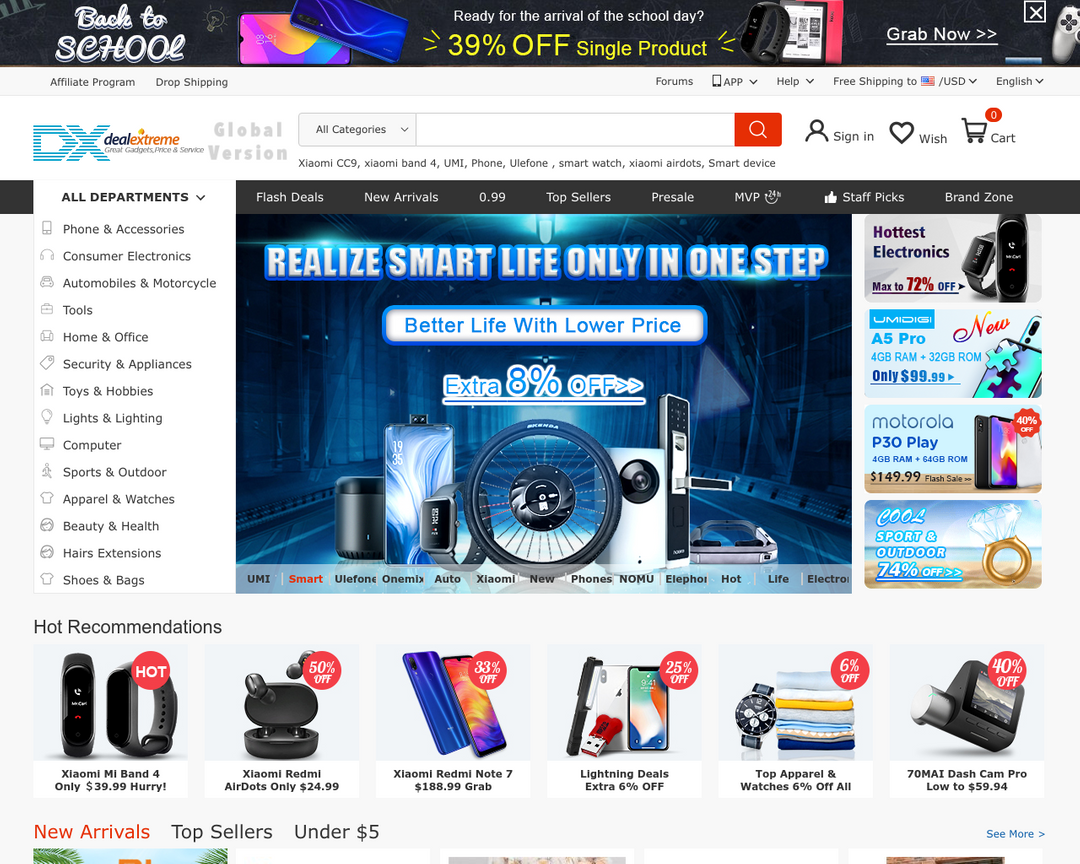 Back to
SCHOOL
Ready for the arrival of the school day?
39% OFF Single Product
Grab Now >>
Affiliate Program
Drop Shipping
Forums
APP
Help
Free Shipping to /USD
English
DX dealextreme
Great Gadgets,Price & Service
Global
Version
All Categories
Sign in
Wish
0
Cart
Xiaomi CC9, xiaomi band 4, UMI, Phone, Ulefone , smart watch, xiaomi airdots, Smart device
ALL DEPARTMENTS
Flash Deals
New Arrivals
0.99
Top Sellers
Presale
MVP 24h
Staff Picks
Brand Zone
Phone & Accessories
Consumer Electronics
Automobiles & Motorcycle
Tools
Home & Office
Security & Appliances
Toys & Hobbies
Lights & Lighting
Computer
Sports & Outdoor
Apparel & Watches
Beauty & Health
Hairs Extensions
Shoes & Bags
REALIZE SMART LIFE ONLY IN ONE STEP
Better Life With Lower Price
Extra 8% OFF>>
19
35
KENDA
UMI
Smart
Ulefone
Onemix
Auto
Xiaomi
New
Phones
NOMU
Elephon
Hot
Life
Electron
Hottest
Electronics
Max to 72% OFF
UMIDIGI
New
A5 Pro
4GB RAM + 32GB ROM
Only $99.99
motorola
40%
OFF
P30 Play
4GB RAM + 64GB ROM
$149.99 Flash Sale >>
COOL
SPORT &
OUTDOOR
74% OFF >>
Hot Recommendations
HOT
Xiaomi Mi Band 4
Only $39.99 Hurry!
50%
OFF
Xiaomi Redmi
AirDots Only $24.99
33%
OFF
Xiaomi Redmi Note 7
$188.99 Grab
25%
OFF
9:41
Lightning Deals
Extra 6% OFF
6%
OFF
Top Apparel &
Watches 6% Off All
40%
OFF
70MAI Dash Cam Pro
Low to $59.94
New Arrivals
Top Sellers
Under $5
See More >